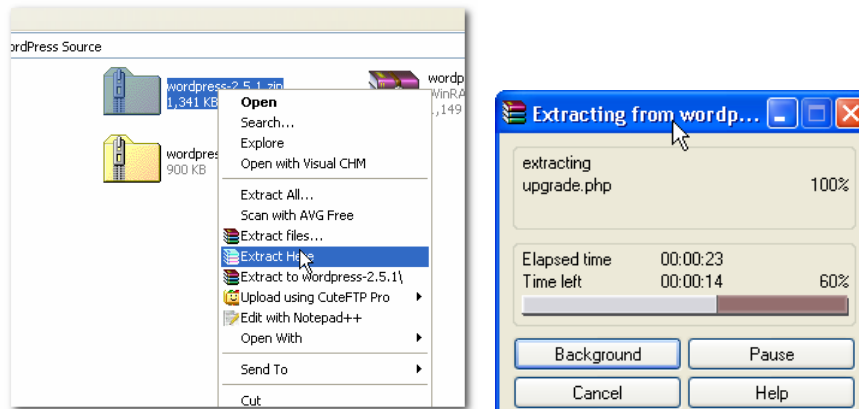 ordPress Source
wordpress-2.5.1.zip
1,341 KB
wordp
WinRA
,149
wordpres
900 KB
Open
Search...
Explore
Open with Visual CHM
Extract All...
Scan with AVG Free
Extract files...
Extract Here
Extract to wordpress-2.5.1\
Upload using CuteFTP Pro
Edit with Notepad++
Open With
Send To
Cut
Extracting from wordp...
extracting
upgrade.php 100%
Elapsed time 00:00:23
Time left 00:00:14 60%
Background Pause
Cancel Help